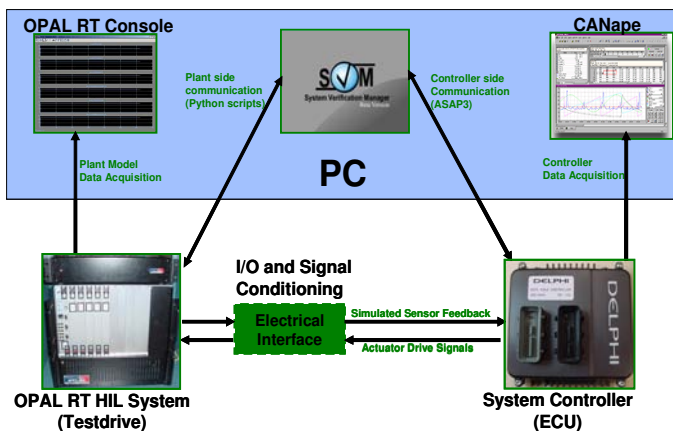 OPAL RT Console
CANape
Plant side
communication
(Python scripts)
SVM
System Verification Manager
Controller side
Communication
(ASAP3)
Plant Model
Data Acquisition
PC
Controller
Data Acquisition
I/O and Signal
Conditioning
Electrical
Interface
Simulated Sensor Feedback
Actuator Drive Signals
DELPHI
DELPHI
OPAL RT HIL System
(Testdrive)
System Controller
(ECU)